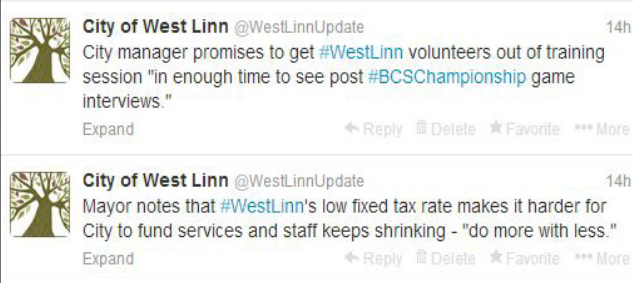 City of West Linn @WestLinnUpdate 14h
City manager promises to get #WestLinn volunteers out of training
session "in enough time to see post #BCSChampionship game
interviews."
Expand Reply Delete Favorite More
City of West Linn @WestLinnUpdate 14h
Mayor notes that #WestLinn's low fixed tax rate makes it harder for
City to fund services and staff keeps shrinking - "do more with less."
Expand Reply Delete Favorite More